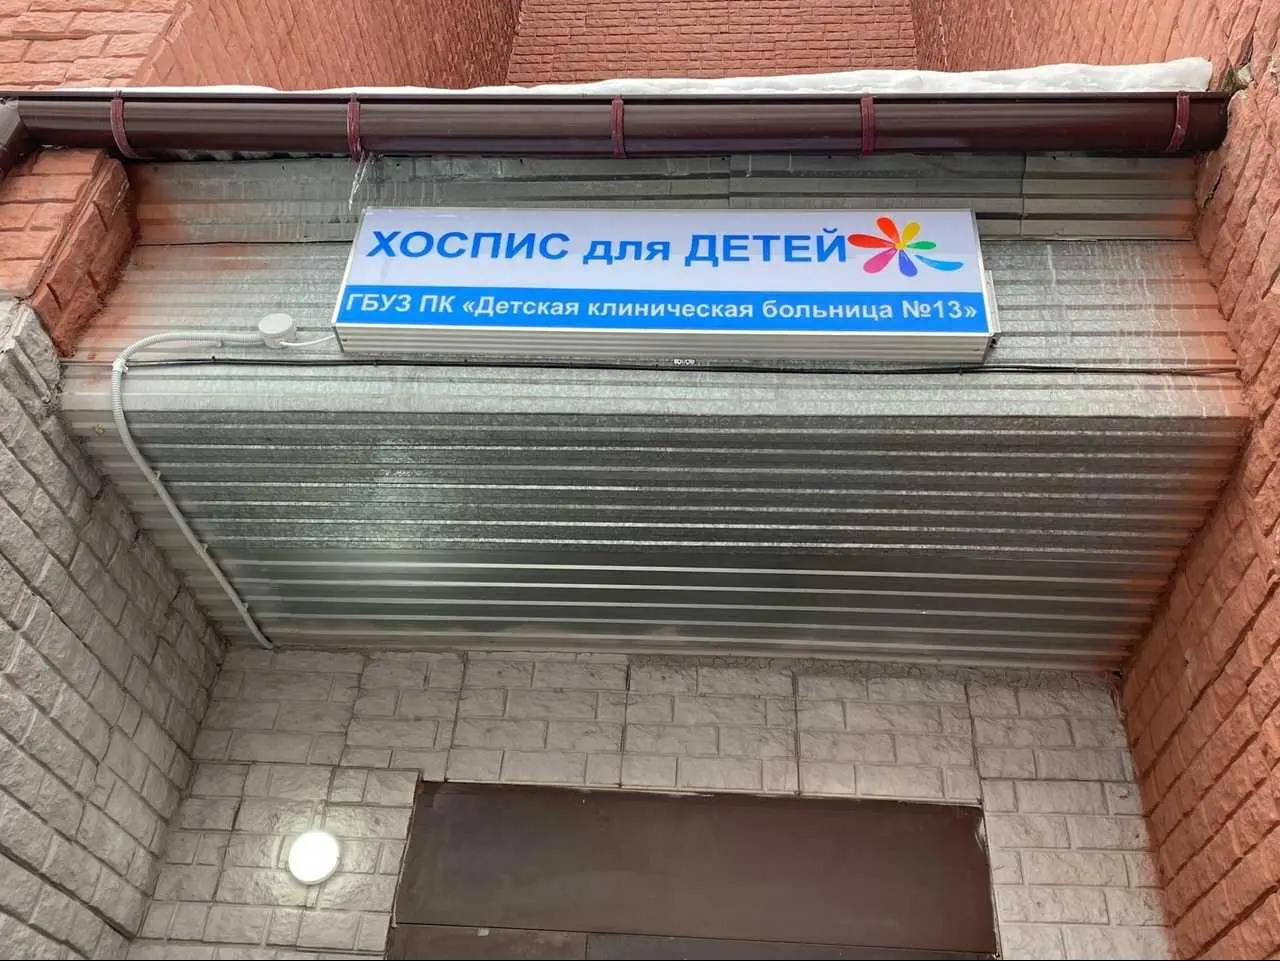 ХОСПИС для ДЕТЕЙ
ГБУЗ ПК «Детская клиническая больница №13»